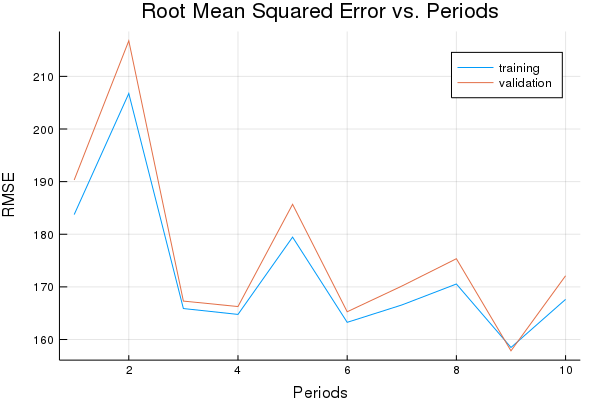 Root Mean Squared Error vs. Periods
training
validation
RMSE
210
200
190
180
170
160
2 4 6 8 10
Periods